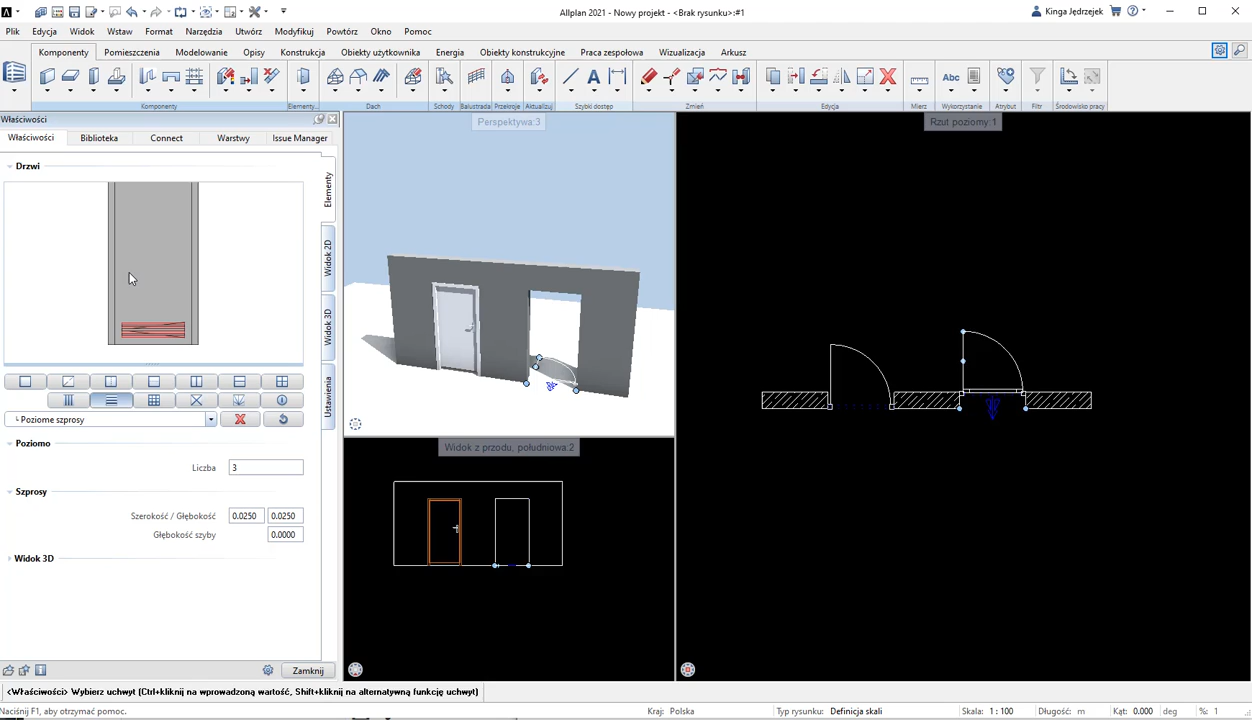 Allplan 2021 - Nowy projekt - <Brak rysunku>:#1
Kinga Jędrzejek
Plik Edycja Widok Wstaw Format Narzędzia Utwórz Modyfikuj Powtórz Okno Pomoc
Komponenty Pomieszczenia Modelowanie Opisy Konstrukcja Obiekty użytkownika Energia Obiekty konstrukcyjne Praca zespołowa Wizualizacja Arkusz
Abc
Komponenty Elementy... Dach Schody Balustrada Przekroje Aktualizuj Szybki dostęp Zmień Edycja Mierz Wykorzystanie Atrybut Filtr Środowisko pracy
Właściwości
Właściwości Biblioteka Connect Warstwy Issue Manager
Drzwi
Elementy
Widok 2D
Widok 3D
Ustawienia
Poziome szprosy
Poziomo
Liczba 3
Szprosy
Szerokość / Głębokość 0.0250 0.0250
Głębokość szyby 0.0000
Widok 3D
Zamknij
Perspektywa:3
Widok z przodu, południowa:2
Rzut poziomy:1
<Właściwości> Wybierz uchwyt (Ctrl+kliknij na wprowadzoną wartość, Shift+kliknij na alternatywną funkcję uchwyt)
Naciśnij F1, aby otrzymać pomoc.
Kraj: Polska Typ rysunku: Definicja skali Skala: 1 : 100 Długość: m Kąt: 0.000 deg %: 1